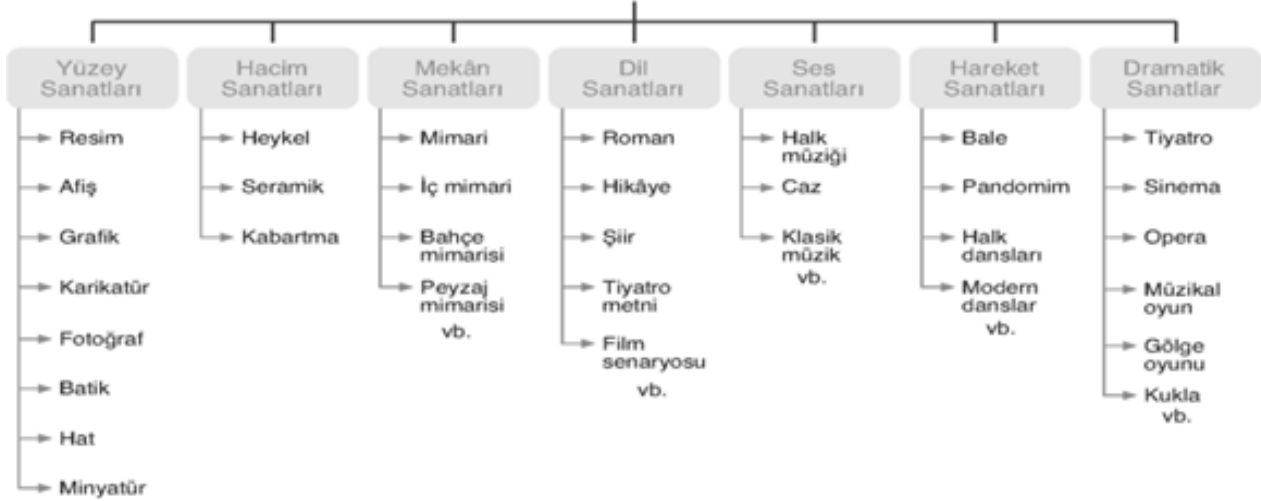 Yüzey
Sanatları
Resim
Afiş
Grafik
Karikatür
Fotoğraf
Batik
Hat
Minyatür
Hacim
Sanatları
Heykel
Seramik
Kabartma
Mekân
Sanatları
Mimari
İç mimari
Bahçe
mimarisi
Peyzaj
mimarisi
vb.
Dil
Sanatları
Roman
Hikâye
Şiir
Tiyatro
metni
Film
senaryosu
vb.
Ses
Sanatları
Halk
müziği
Caz
Klasik
müzik
vb.
Hareket
Sanatları
Bale
Pandomim
Halk
dansları
Modern
danslar
vb.
Dramatik
Sanatlar
Tiyatro
Sinema
Opera
Müzikal
oyun
Gölge
oyunu
Kukla
vb.